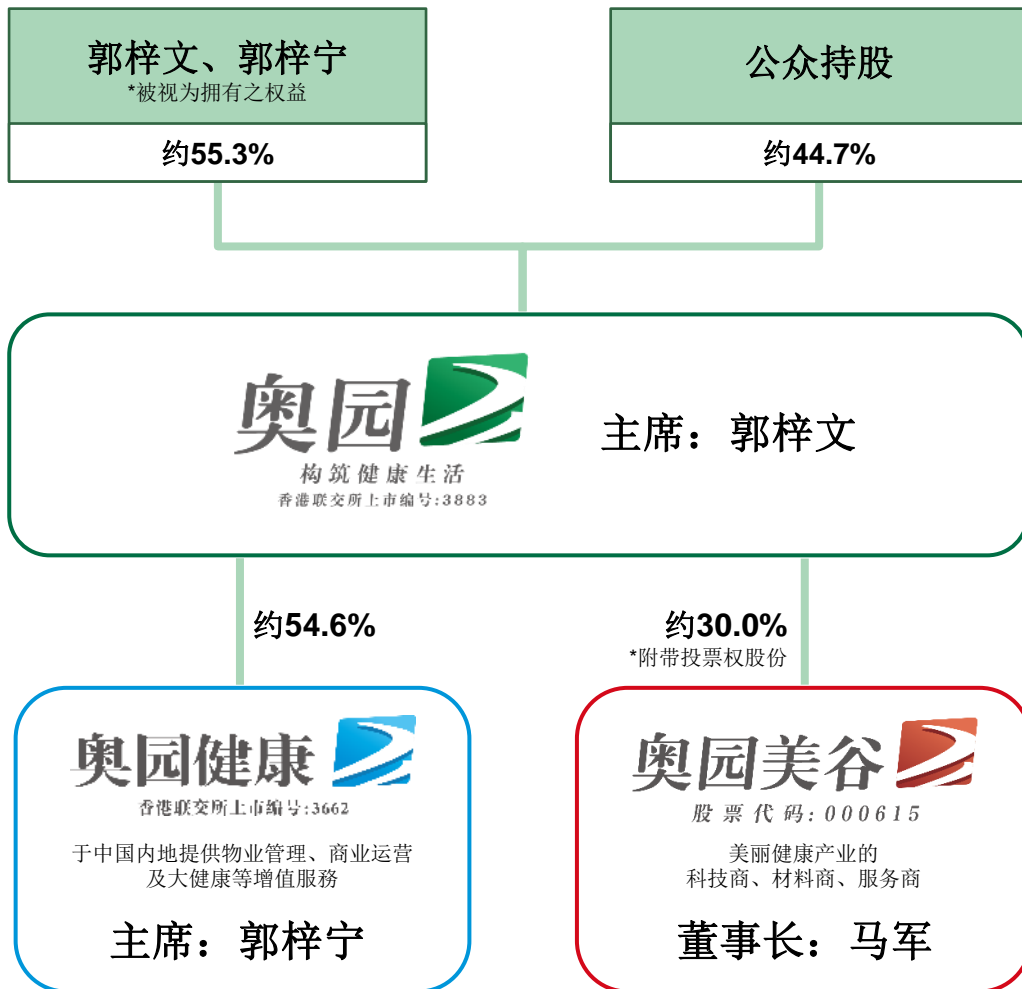 郭梓文、郭梓宁
*被视为拥有之权益
约55.3%
公众持股
约44.7%
奥园
构筑健康生活
香港联交所上市编号:3883
主席：郭梓文
约54.6%
约30.0%
*附带投票权股份
奥园健康
香港联交所上市编号:3662
于中国内地提供物业管理、商业运营
及大健康等增值服務
主席：郭梓宁
奥园美谷
股票代码:000615
美丽健康产业的
科技商、材料商、服务商
董事长：马军